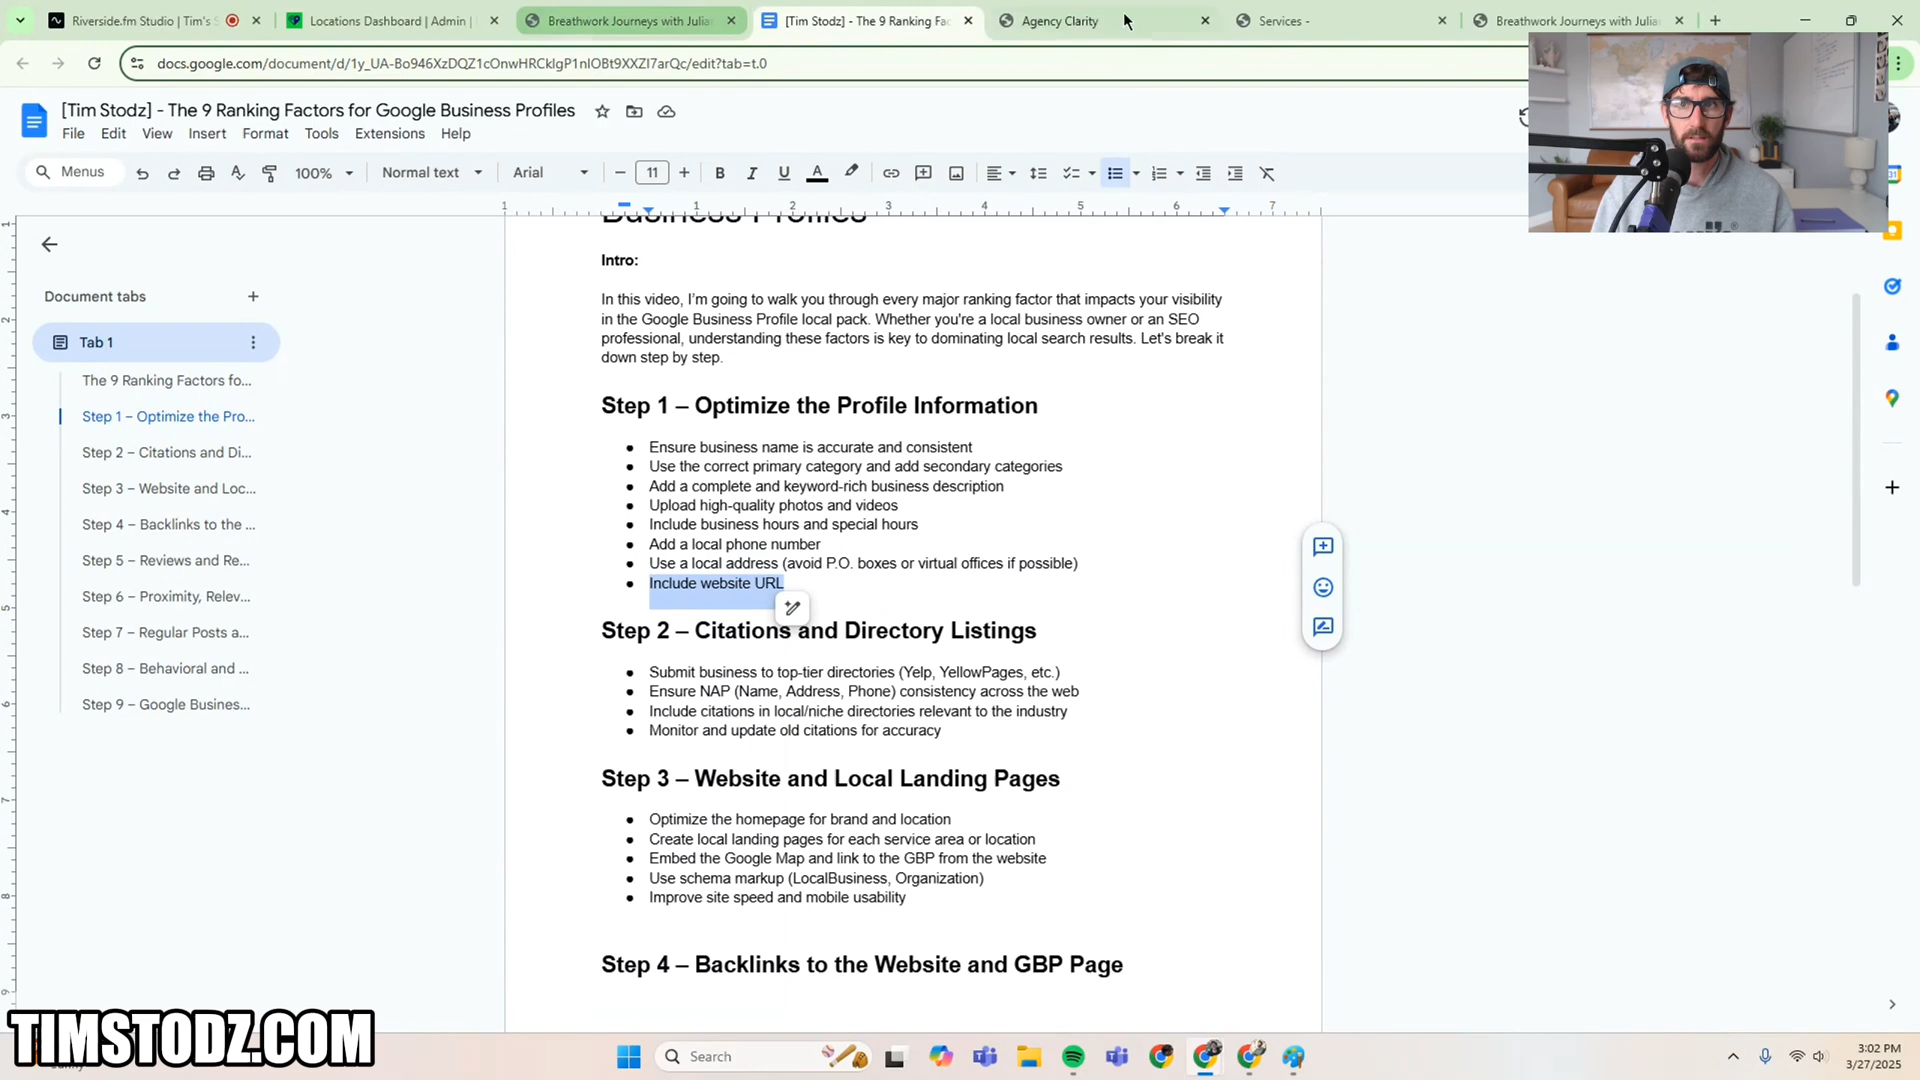 Riverside.fm Studio | Tim's S
Locations Dashboard | Admin |
Breathwork Journeys with Julia
[Tim Stodz] - The 9 Ranking Fac
Agency Clarity
Services -
Breathwork Journeys with Julia
docs.google.com/document/d/1y_UA-Bo946XzDQZ1cOnwHRCklgP1nlOBt9XXZI7arQc/edit?tab=t.0
[Tim Stodz] - The 9 Ranking Factors for Google Business Profiles
File Edit View Insert Format Tools Extensions Help
Menus 100% Normal text Arial 11
1 1 2 3 4 5 6 7
Business Profiles
Intro:
In this video, I'm going to walk you through every major ranking factor that impacts your visibility
in the Google Business Profile local pack. Whether you're a local business owner or an SEO
professional, understanding these factors is key to dominating local search results. Let's break it
down step by step.
Document tabs
Tab 1
The 9 Ranking Factors fo...
Step 1 – Optimize the Pro...
Step 2 – Citations and Di...
Step 3 – Website and Loc...
Step 4 – Backlinks to the ...
Step 5 – Reviews and Re...
Step 6 – Proximity, Relev...
Step 7 – Regular Posts a...
Step 8 – Behavioral and ...
Step 9 – Google Busines...
Step 1 – Optimize the Profile Information
● Ensure business name is accurate and consistent
● Use the correct primary category and add secondary categories
● Add a complete and keyword-rich business description
● Upload high-quality photos and videos
● Include business hours and special hours
● Add a local phone number
● Use a local address (avoid P.O. boxes or virtual offices if possible)
● Include website URL
Step 2 – Citations and Directory Listings
● Submit business to top-tier directories (Yelp, YellowPages, etc.)
● Ensure NAP (Name, Address, Phone) consistency across the web
● Include citations in local/niche directories relevant to the industry
● Monitor and update old citations for accuracy
Step 3 – Website and Local Landing Pages
● Optimize the homepage for brand and location
● Create local landing pages for each service area or location
● Embed the Google Map and link to the GBP from the website
● Use schema markup (LocalBusiness, Organization)
● Improve site speed and mobile usability
Step 4 – Backlinks to the Website and GBP Page
TIMSTODZ.COM
Search
3:02 PM
3/27/2025